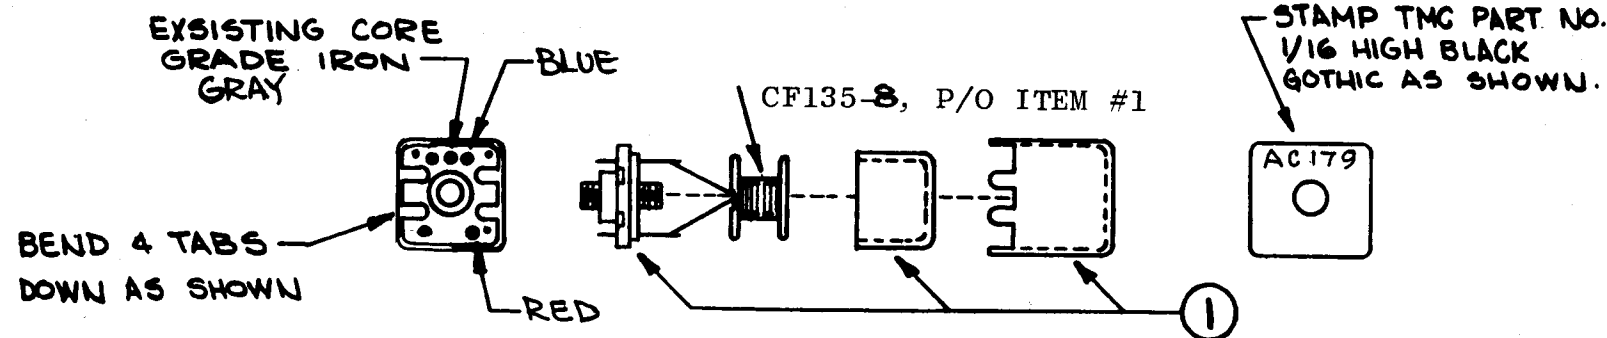 EXSISTING CORE
GRADE IRON
GRAY
BLUE
CF135-8, P/O ITEM #1
STAMP TMC PART NO.
1/16 HIGH BLACK
GOTHIC AS SHOWN.
AC179
BEND 4 TABS
DOWN AS SHOWN
RED
1